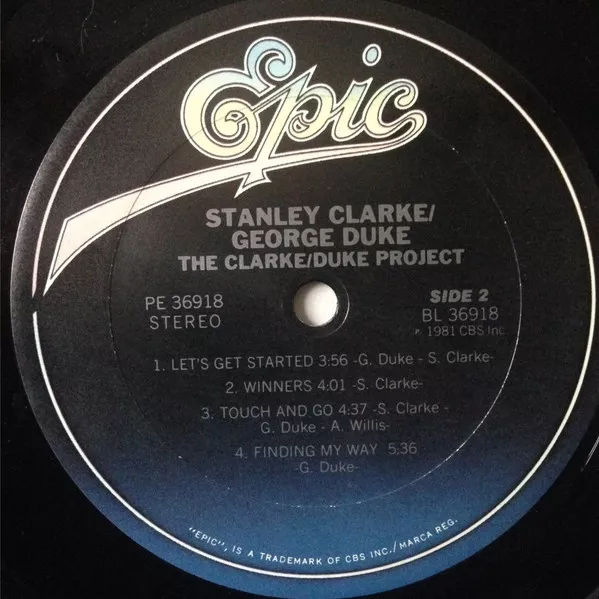 Epic
STANLEY CLARKE/
GEORGE DUKE
THE CLARKE/DUKE PROJECT
PE 36918
STEREO
SIDE 2
BL 36918
℗ 1981 CBS Inc.
1. LET'S GET STARTED 3:56 -G. Duke - S. Clarke-
2. WINNERS 4:01 -S. Clarke-
3. TOUCH AND GO 4:37 -S. Clarke -
G. Duke - A. Willis-
4. FINDING MY WAY 5:36
-G. Duke-
"EPIC", IS A TRADEMARK OF CBS INC./MARCA REG.